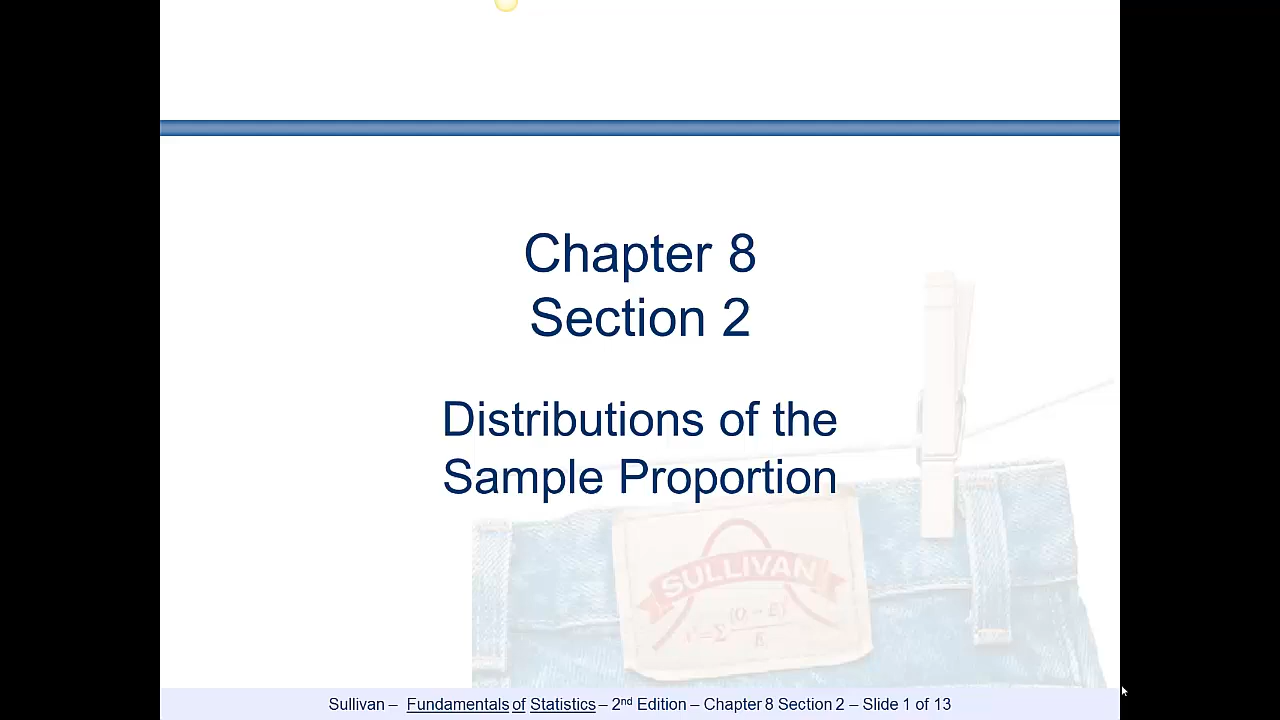 Chapter 8
Section 2
Distributions of the
Sample Proportion
SULLIVAN
Sullivan – Fundamentals of Statistics – 2nd Edition – Chapter 8 Section 2 – Slide 1 of 13